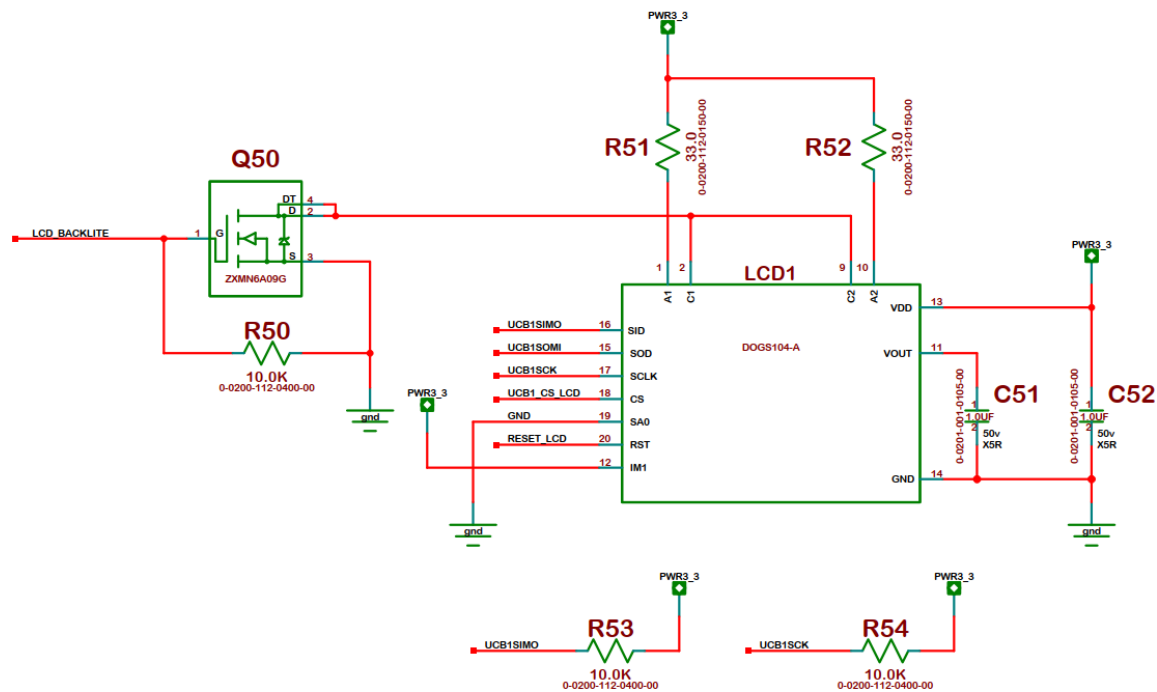 PWR3_3
R51
33.0
0-0200-112-0150-00
R52
33.0
0-0200-112-0150-00
Q50
DT 4
D 2
LCD_BACKLITE
1
G
S 3
ZXMN6A09G
R50
10.0K
0-0200-112-0400-00
gnd
1
2
9
10
LCD1
A1
C1
C2
A2
PWR3_3
VDD
13
DOGS104-A
VOUT
11
UCB1SIMO 16 SID
UCB1SOMI 15 SOD
UCB1SCK 17 SCLK
UCB1_CS_LCD 18 CS
GND 19 SA0
RESET_LCD 20 RST
12 IM1
PWR3_3
gnd
GND
14
0-0201-001-0105-00
C51
1
1.0UF
2
50v
X5R
0-0201-001-0105-00
C52
1
1.0UF
2
50v
X5R
gnd
PWR3_3
UCB1SIMO
R53
10.0K
0-0200-112-0400-00
PWR3_3
UCB1SCK
R54
10.0K
0-0200-112-0400-00